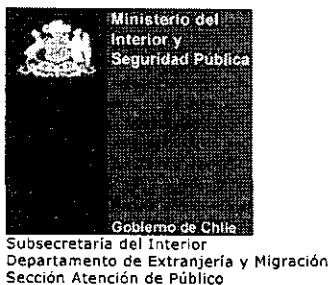 Ministerio del
Interior y
Seguridad Pública
Gobierno de Chile
Subsecretaría del Interior
Departamento de Extranjería y Migración
Sección Atención de Público